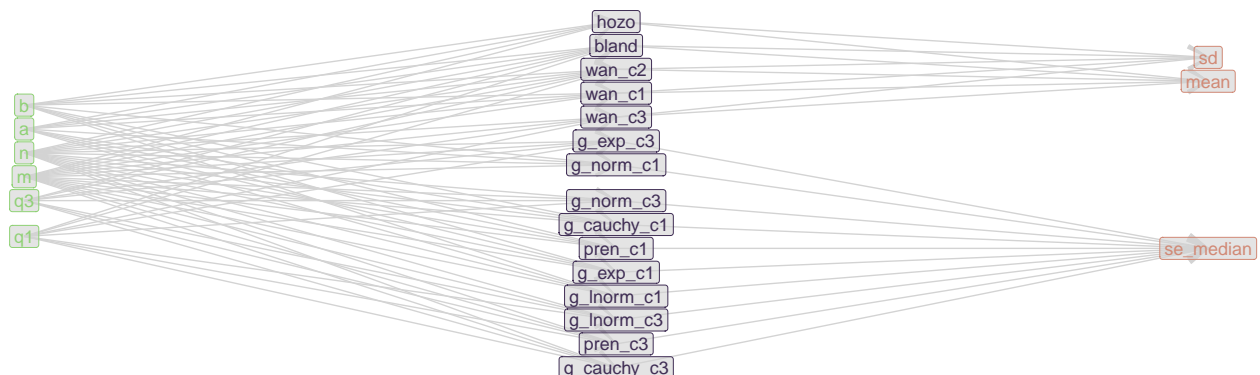 b
a
n
m
q3
q1
hozo
bland
wan_c2
wan_c1
wan_c3
g_exp_c3
g_norm_c1
g_norm_c3
g_cauchy_c1
pren_c1
g_exp_c1
g_lnorm_c1
g_lnorm_c3
pren_c3
g_cauchy_c3
sd
mean
se_median